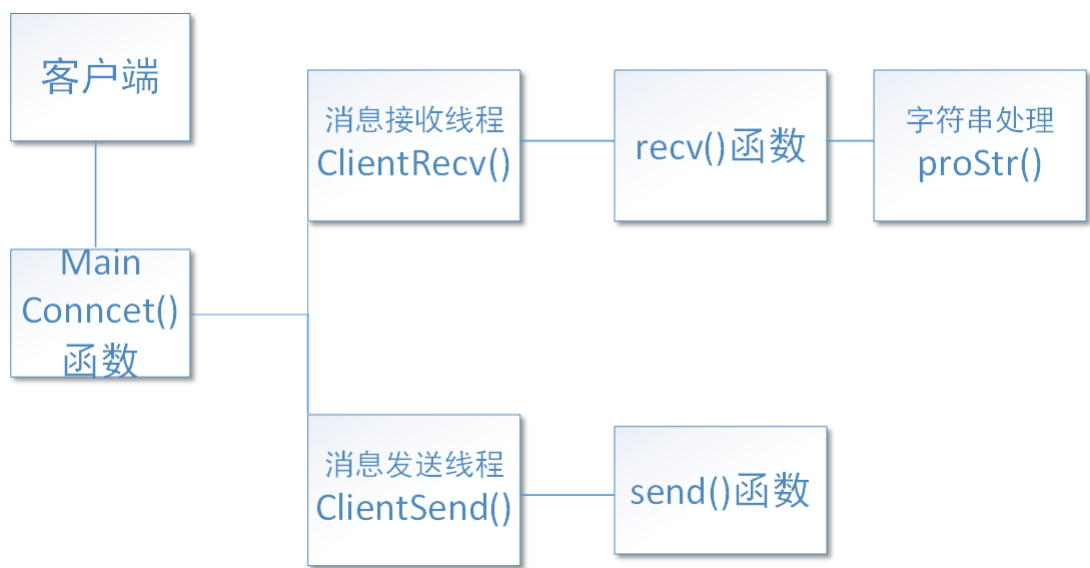 客户端
消息接收线程
ClientRecv()
recv()函数
字符串处理
proStr()
Main
Conncet()
函数
消息发送线程
ClientSend()
send()函数